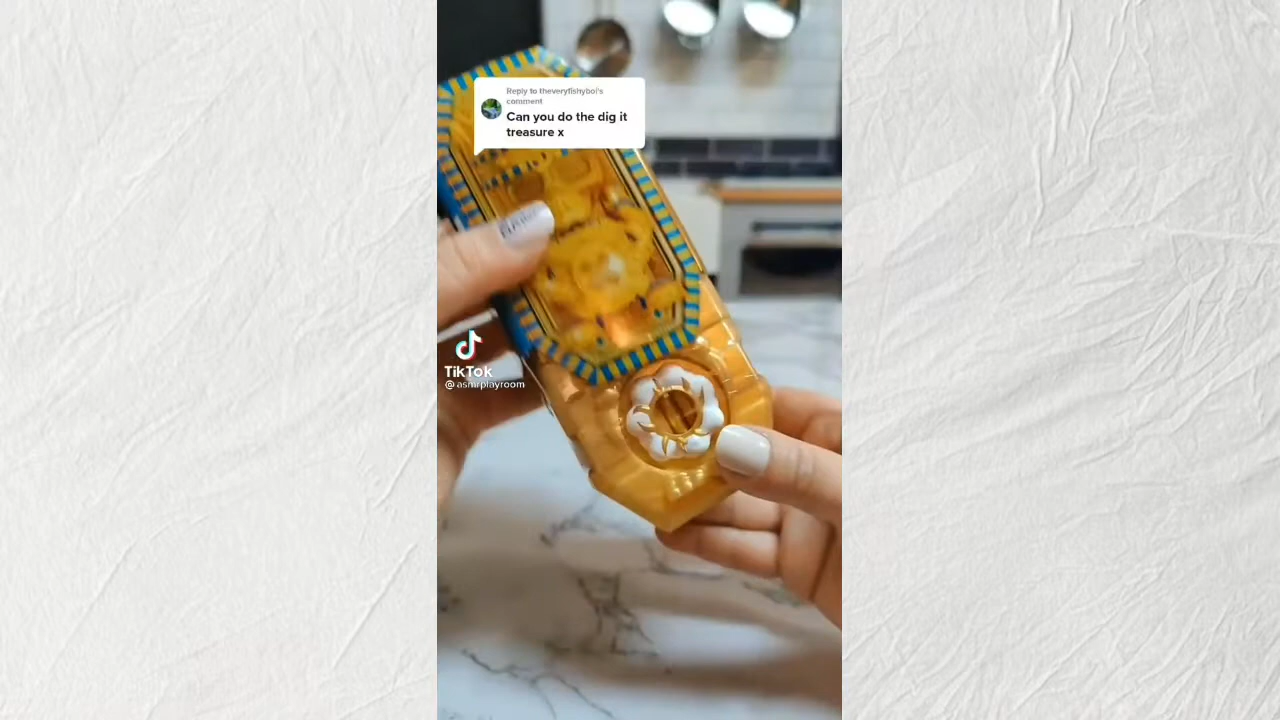 Reply to theveryfishyboi's
comment
Can you do the dig it
treasure x
TikTok
@asmrplayroom